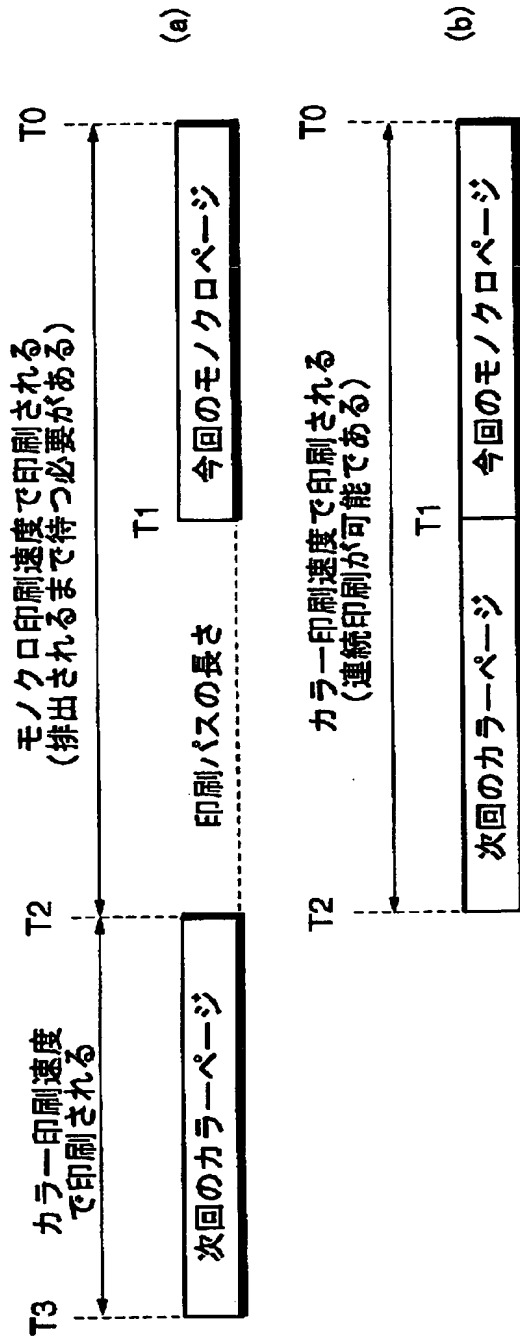 (a)
モノクロ印刷速度で印刷される
(排出されるまで待つ必要がある)
カラー印刷速度
で印刷される
T3
T2
T1
T0
次回のカラーページ
印刷パスの長さ
今回のモノクロページ
(b)
カラー印刷速度で印刷される
(連続印刷が可能である)
T2
T1
T0
次回のカラーページ
今回のモノクロページ